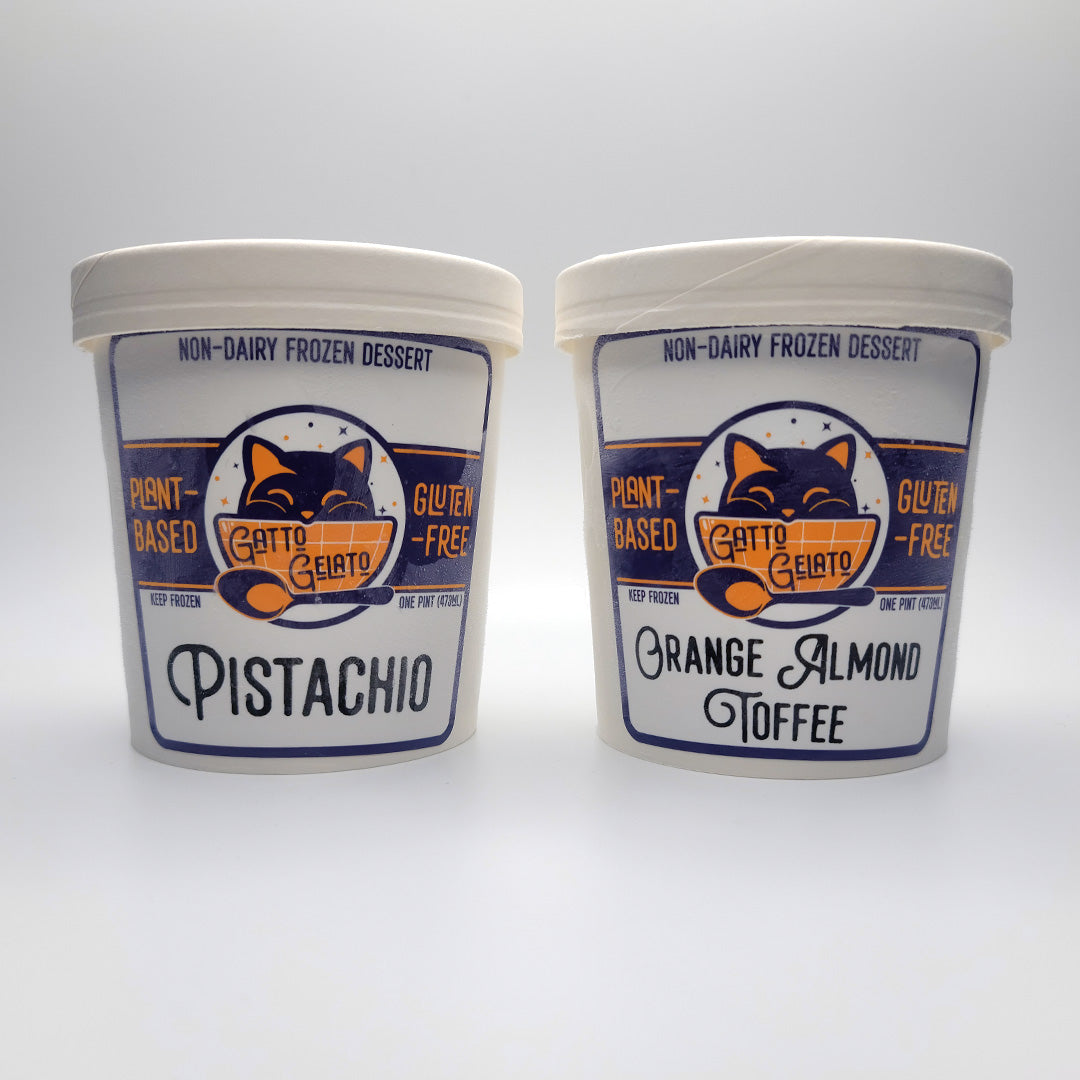 NON-DAIRY FROZEN DESSERT
PLANT-
BASED
GATTO
GELATO
GLUTEN
-FREE
KEEP FROZEN
ONE PINT (473ML)
PISTACHIO
NON-DAIRY FROZEN DESSERT
PLANT-
BASED
GATTO
GELATO
GLUTEN
-FREE
KEEP FROZEN
ONE PINT (473ML)
ORANGE ALMOND
TOFFEE